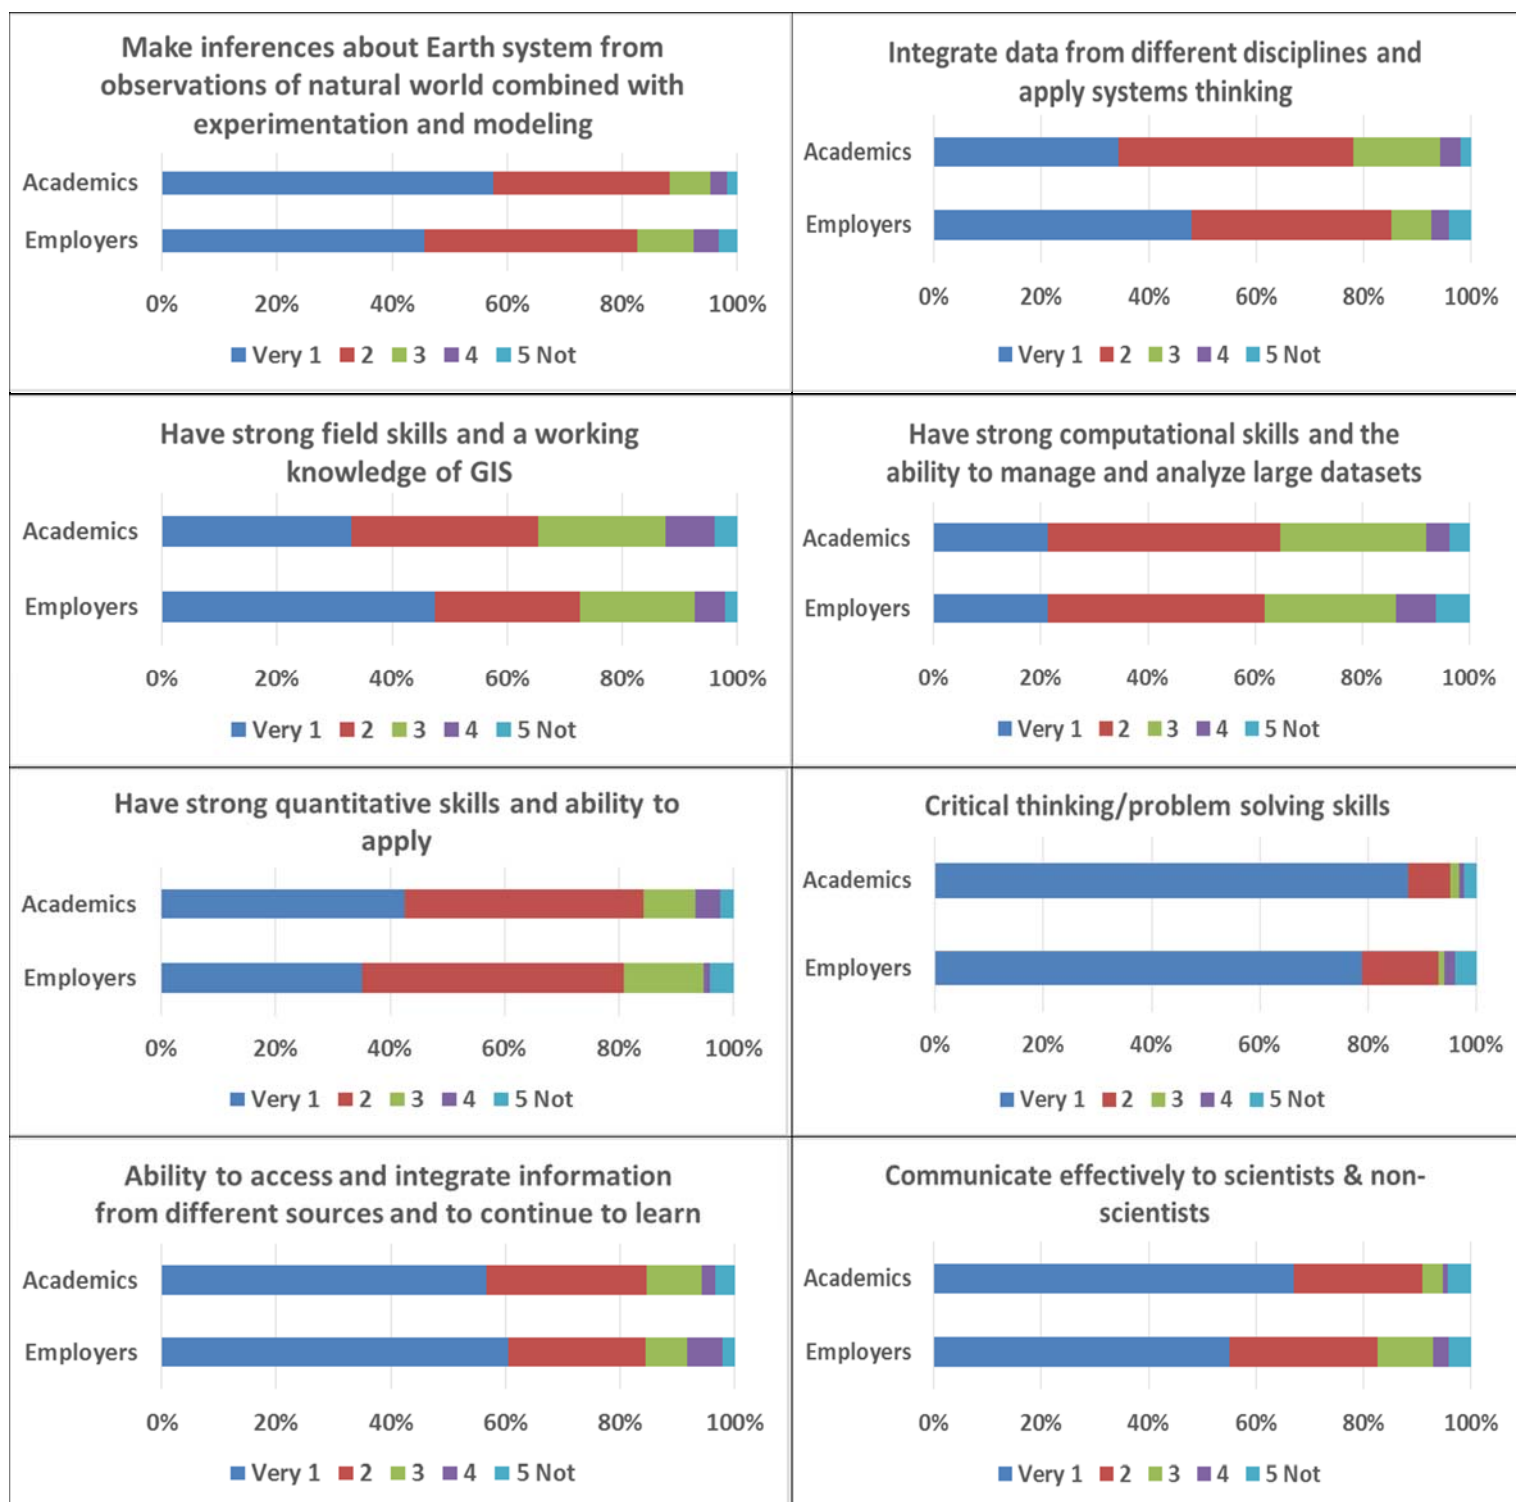 Make inferences about Earth system from
observations of natural world combined with
experimentation and modeling
Academics
Employers
0% 20% 40% 60% 80% 100%
Very 1 2 3 4 5 Not
Integrate data from different disciplines and
apply systems thinking
Academics
Employers
0% 20% 40% 60% 80% 100%
Very 1 2 3 4 5 Not
Have strong field skills and a working
knowledge of GIS
Academics
Employers
0% 20% 40% 60% 80% 100%
Very 1 2 3 4 5 Not
Have strong computational skills and the
ability to manage and analyze large datasets
Academics
Employers
0% 20% 40% 60% 80% 100%
Very 1 2 3 4 5 Not
Have strong quantitative skills and ability to
apply
Academics
Employers
0% 20% 40% 60% 80% 100%
Very 1 2 3 4 5 Not
Critical thinking/problem solving skills
Academics
Employers
0% 20% 40% 60% 80% 100%
Very 1 2 3 4 5 Not
Ability to access and integrate information
from different sources and to continue to learn
Academics
Employers
0% 20% 40% 60% 80% 100%
Very 1 2 3 4 5 Not
Communicate effectively to scientists & non-
scientists
Academics
Employers
0% 20% 40% 60% 80% 100%
Very 1 2 3 4 5 Not